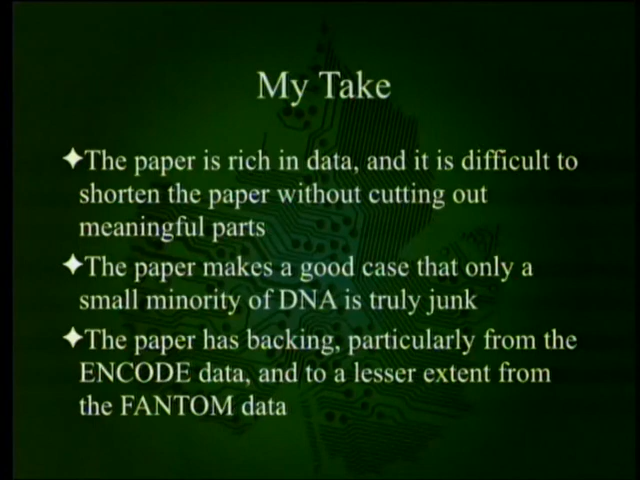 My Take
✦The paper is rich in data, and it is difficult to
shorten the paper without cutting out
meaningful parts
✦The paper makes a good case that only a
small minority of DNA is truly junk
✦The paper has backing, particularly from the
ENCODE data, and to a lesser extent from
the FANTOM data